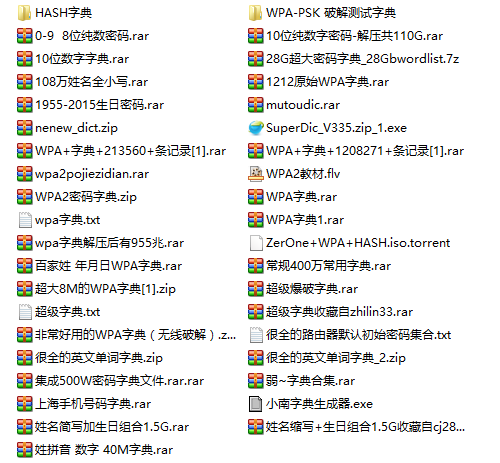 HASH字典
WPA-PSK 破解测试字典
0-9  8位纯数密码.rar
10位纯数字密码-解压共110G.rar
10位数字字典.rar
28G超大密码字典_28Gbwordlist.7z
108万姓名全小写.rar
1212原始WPA字典.rar
1955-2015生日密码.rar
mutoudic.rar
nenew_dict.zip
SuperDic_V335.zip_1.exe
WPA+字典+213560+条记录[1].rar
WPA+字典+1208271+条记录[1].rar
wpa2pojiezidian.rar
WPA2教材.flv
WPA2密码字典.zip
WPA字典.rar
wpa字典.txt
WPA字典1.rar
wpa字典解压后有955兆.rar
ZerOne+WPA+HASH.iso.torrent
百家姓 年月日WPA字典.rar
常规400万常用字典.rar
超大8M的WPA字典[1].zip
超级爆破字典.rar
超级字典.txt
超级字典收藏自zhilin33.rar
非常好用的WPA字典（无线破解）.z...
很全的路由器默认初始密码集合.txt
很全的英文单词字典.zip
很全的英文单词字典_2.zip
集成500W密码字典文件.rar.rar
弱~字典合集.rar
上海手机号码字典.rar
小南字典生成器.exe
姓名简写加生日组合1.5G.rar
姓名缩写+生日组合1.5G收藏自cj28...
姓拼音 数字 40M字典.rar